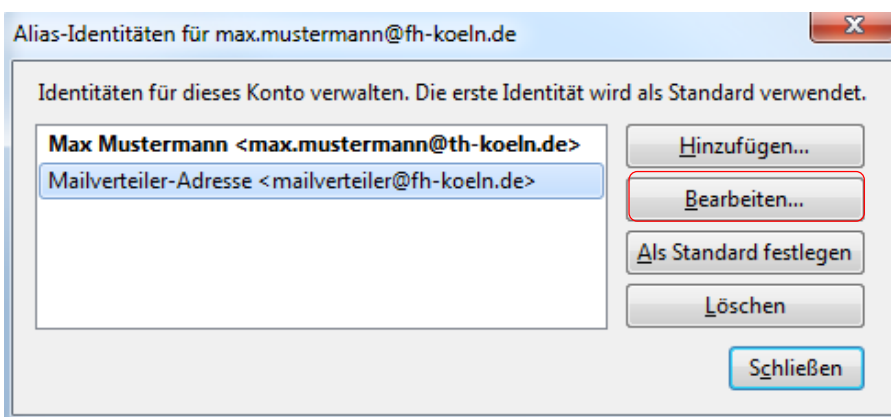 Alias-Identitäten für max.mustermann@fh-koeln.de
Identitäten für dieses Konto verwalten. Die erste Identität wird als Standard verwendet.
Max Mustermann <max.mustermann@th-koeln.de>
Mailverteiler-Adresse <mailverteiler@fh-koeln.de>
Hinzufügen...
Bearbeiten...
Als Standard festlegen
Löschen
Schließen